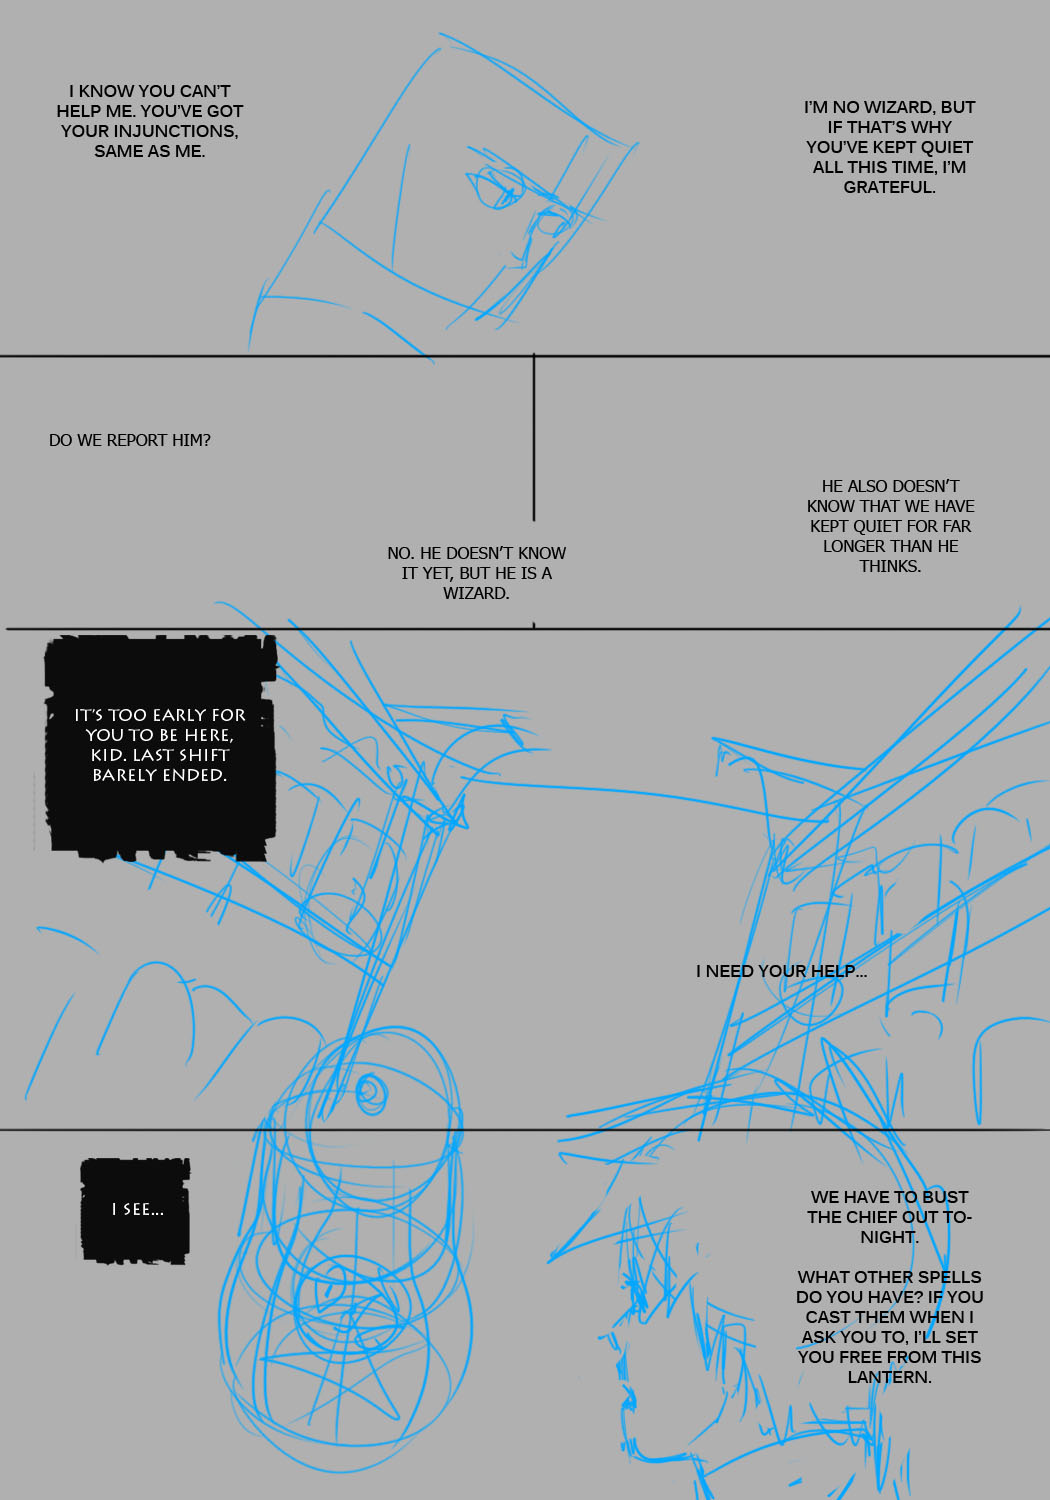 I KNOW YOU CAN'T
HELP ME. YOU'VE GOT
YOUR INJUNCTIONS,
SAME AS ME.
I'M NO WIZARD, BUT
IF THAT'S WHY
YOU'VE KEPT QUIET
ALL THIS TIME, I'M
GRATEFUL.
DO WE REPORT HIM?
NO. HE DOESN'T KNOW
IT YET, BUT HE IS A
WIZARD.
HE ALSO DOESN'T
KNOW THAT WE HAVE
KEPT QUIET FOR FAR
LONGER THAN HE
THINKS.
IT'S TOO EARLY FOR
YOU TO BE HERE,
KID. LAST SHIFT
BARELY ENDED.
I NEED YOUR HELP...
I SEE...
WE HAVE TO BUST
THE CHIEF OUT TO-
NIGHT.
WHAT OTHER SPELLS
DO YOU HAVE? IF YOU
CAST THEM WHEN I
ASK YOU TO, I'LL SET
YOU FREE FROM THIS
LANTERN.